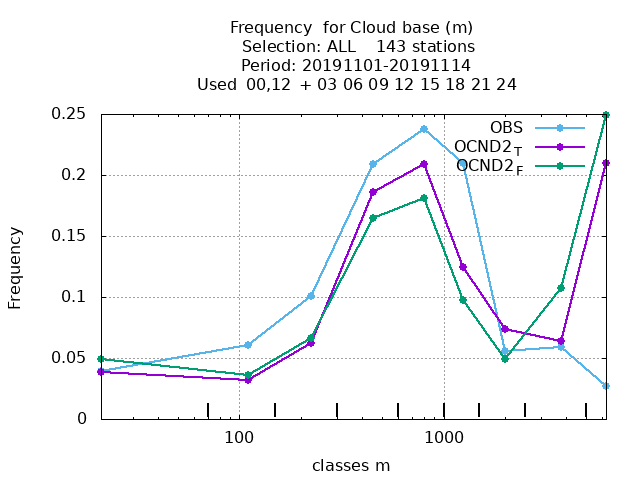 Frequency for Cloud base (m)
Selection: ALL 143 stations
Period: 20191101-20191114
Used 00,12 + 03 06 09 12 15 18 21 24
0.25
0.2
0.15
0.1
0.05
0
Frequency
OBS
OCND2T
OCND2F
100 1000
classes m